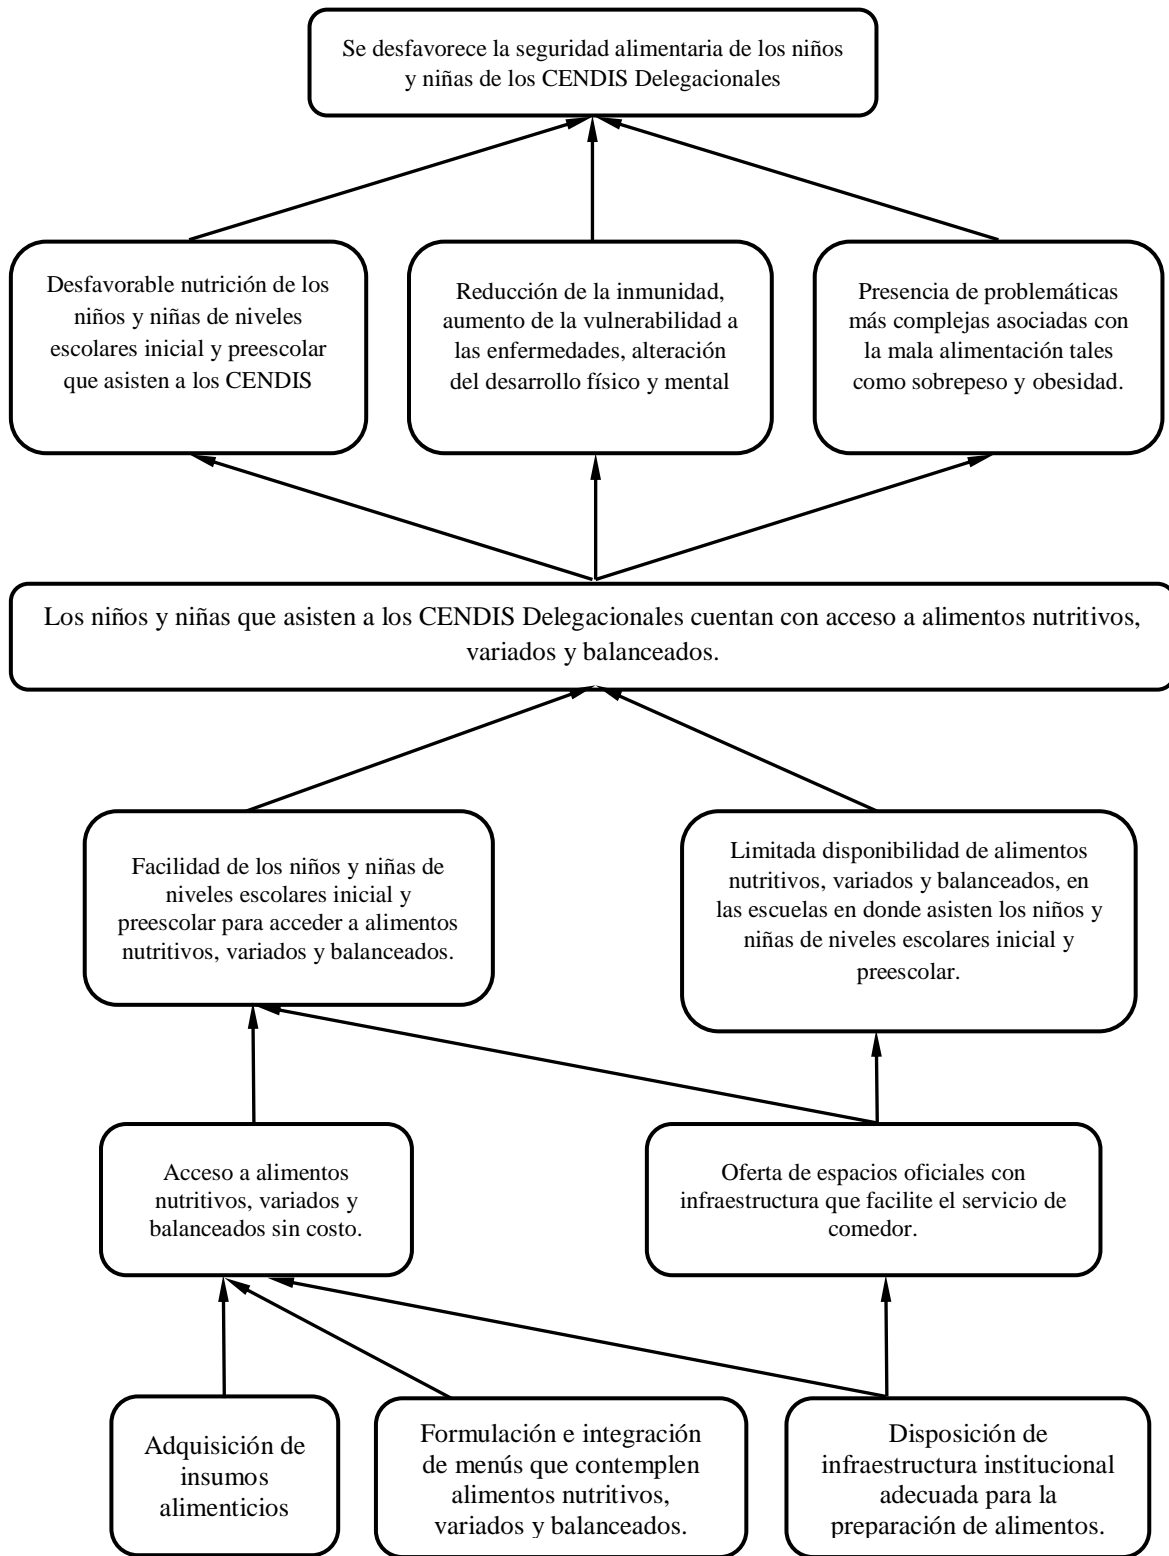 Se desfavorece la seguridad alimentaria de los niños
y niñas de los CENDIS Delegacionales
Desfavorable nutrición de los
niños y niñas de niveles
escolares inicial y preescolar
que asisten a los CENDIS
Reducción de la inmunidad,
aumento de la vulnerabilidad a
las enfermedades, alteración
del desarrollo físico y mental
Presencia de problemáticas
más complejas asociadas con
la mala alimentación tales
como sobrepeso y obesidad.
Los niños y niñas que asisten a los CENDIS Delegacionales cuentan con acceso a alimentos nutritivos,
variados y balanceados.
Facilidad de los niños y niñas de
niveles escolares inicial y
preescolar para acceder a alimentos
nutritivos, variados y balanceados.
Limitada disponibilidad de alimentos
nutritivos, variados y balanceados, en
las escuelas en donde asisten los niños y
niñas de niveles escolares inicial y
preescolar.
Acceso a alimentos
nutritivos, variados y
balanceados sin costo.
Oferta de espacios oficiales con
infraestructura que facilite el servicio de
comedor.
Adquisición de
insumos
alimenticios
Formulación e integración
de menús que contemplen
alimentos nutritivos,
variados y balanceados.
Disposición de
infraestructura institucional
adecuada para la
preparación de alimentos.